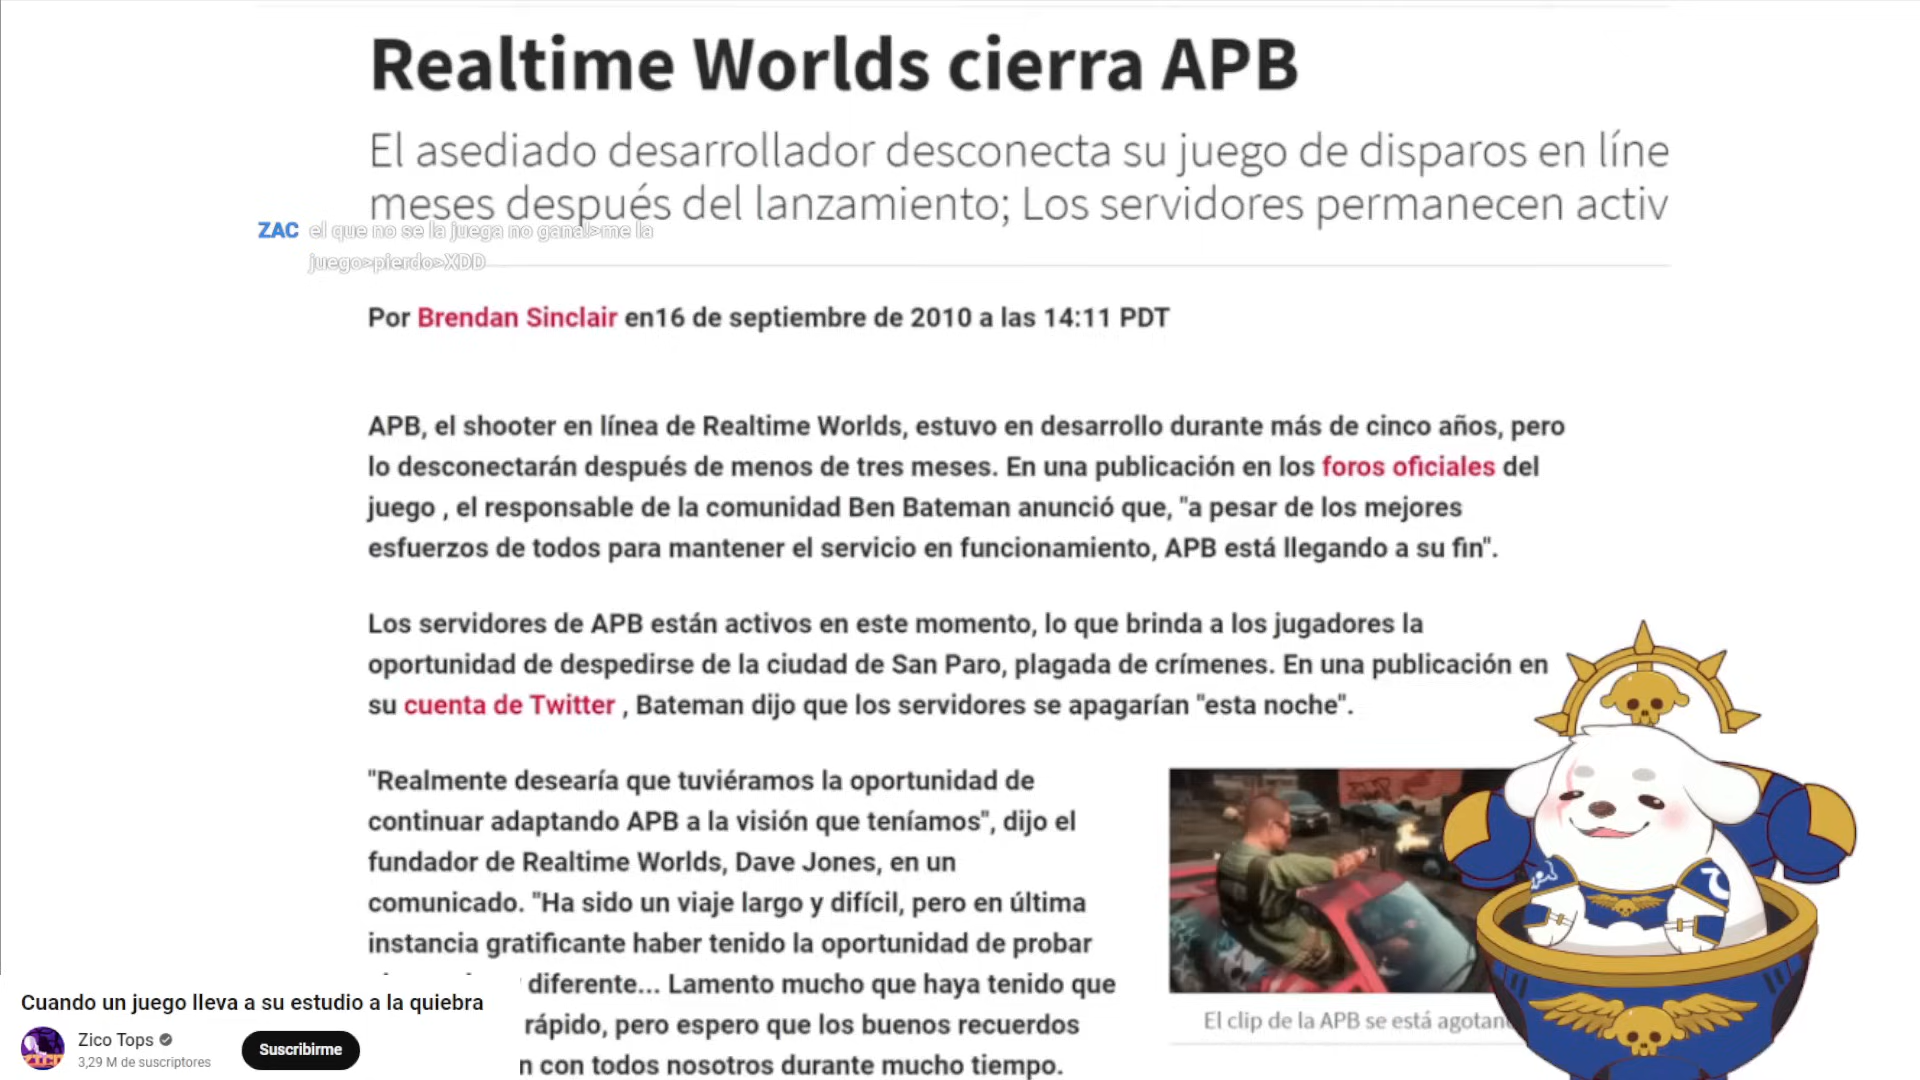 Realtime Worlds cierra APB
El asediado desarrollador desconecta su juego de disparos en líne
meses después del lanzamiento; Los servidores permanecen activ
ZAC el que no se la juega no gana!>me la
juego>pierdo>XDD
Por Brendan Sinclair en16 de septiembre de 2010 a las 14:11 PDT
APB, el shooter en línea de Realtime Worlds, estuvo en desarrollo durante más de cinco años, pero
lo desconectarán después de menos de tres meses. En una publicación en los foros oficiales del
juego , el responsable de la comunidad Ben Bateman anunció que, "a pesar de los mejores
esfuerzos de todos para mantener el servicio en funcionamiento, APB está llegando a su fin".
Los servidores de APB están activos en este momento, lo que brinda a los jugadores la
oportunidad de despedirse de la ciudad de San Paro, plagada de crímenes. En una publicación en
su cuenta de Twitter , Bateman dijo que los servidores se apagarían "esta noche".
"Realmente desearía que tuviéramos la oportunidad de
continuar adaptando APB a la visión que teníamos", dijo el
fundador de Realtime Worlds, Dave Jones, en un
comunicado. "Ha sido un viaje largo y difícil, pero en última
instancia gratificante haber tenido la oportunidad de probar
diferente... Lamento mucho que haya tenido que
rápido, pero espero que los buenos recuerdos
n con todos nosotros durante mucho tiempo.
El clip de la APB se está agotan
Cuando un juego lleva a su estudio a la quiebra
Zico Tops
3,29 M de suscriptores
Suscribirme